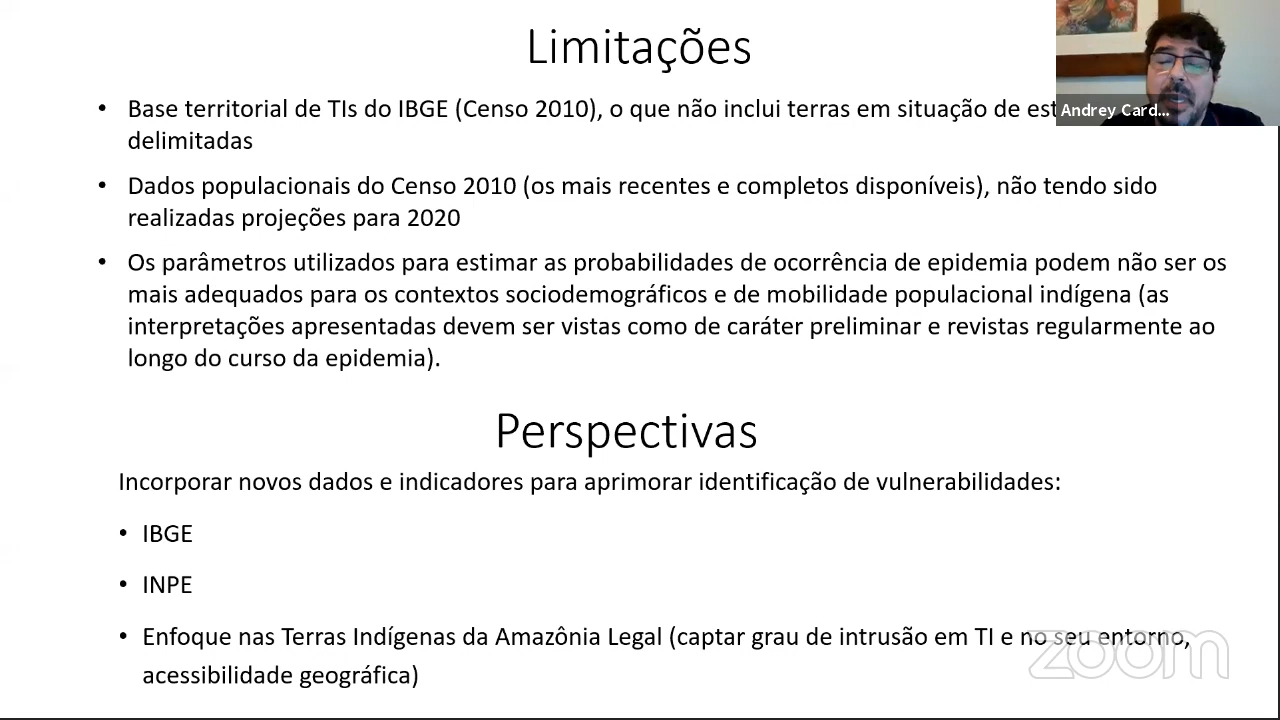 Limitações
• Base territorial de TIs do IBGE (Censo 2010), o que não inclui terras em situação de
delimitadas
• Dados populacionais do Censo 2010 (os mais recentes e completos disponíveis), não tendo sido
realizadas projeções para 2020
• Os parâmetros utilizados para estimar as probabilidades de ocorrência de epidemia podem não ser os
mais adequados para os contextos sociodemográficos e de mobilidade populacional indígena (as
interpretações apresentadas devem ser vistas como de caráter preliminar e revistas regularmente ao
longo do curso da epidemia).
Andrey Card...
Perspectivas
Incorporar novos dados e indicadores para aprimorar identificação de vulnerabilidades:
• IBGE
• INPE
• Enfoque nas Terras Indígenas da Amazônia Legal (captar grau de intrusão em TI e no seu entorno,
acessibilidade geográfica)
zoom